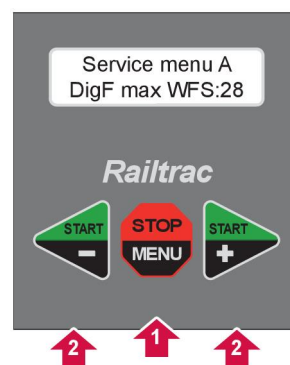 Service menu A
DigF max WFS:28
Railtrac
START
−
STOP
MENU
START
+
2
1
2